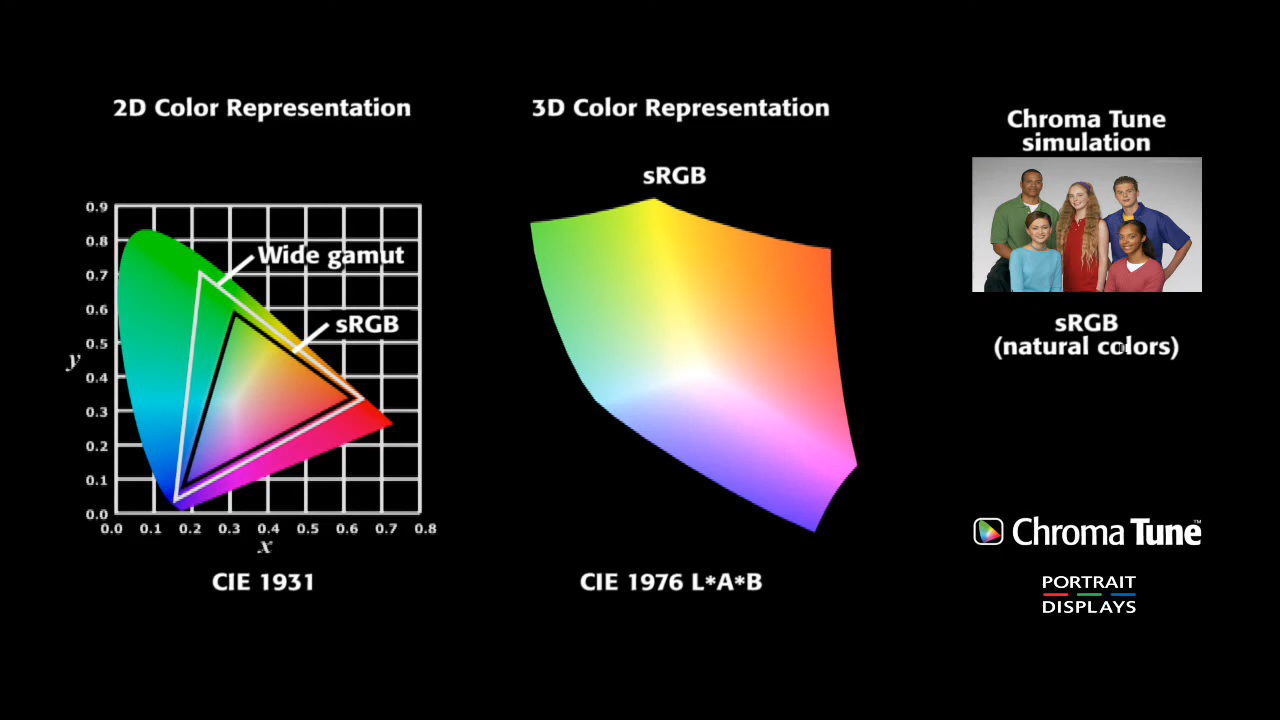 2D Color Representation
3D Color Representation
Chroma Tune
simulation
sRGB
0.9
0.8
0.7
0.6
0.5
0.4
0.3
0.2
0.1
0.0
y
Wide gamut
sRGB
0.0 0.1 0.2 0.3 0.4 0.5 0.6 0.7 0.8
x
CIE 1931
CIE 1976 L*A*B
sRGB
(natural colors)
Chroma Tune™
PORTRAIT
DISPLAYS